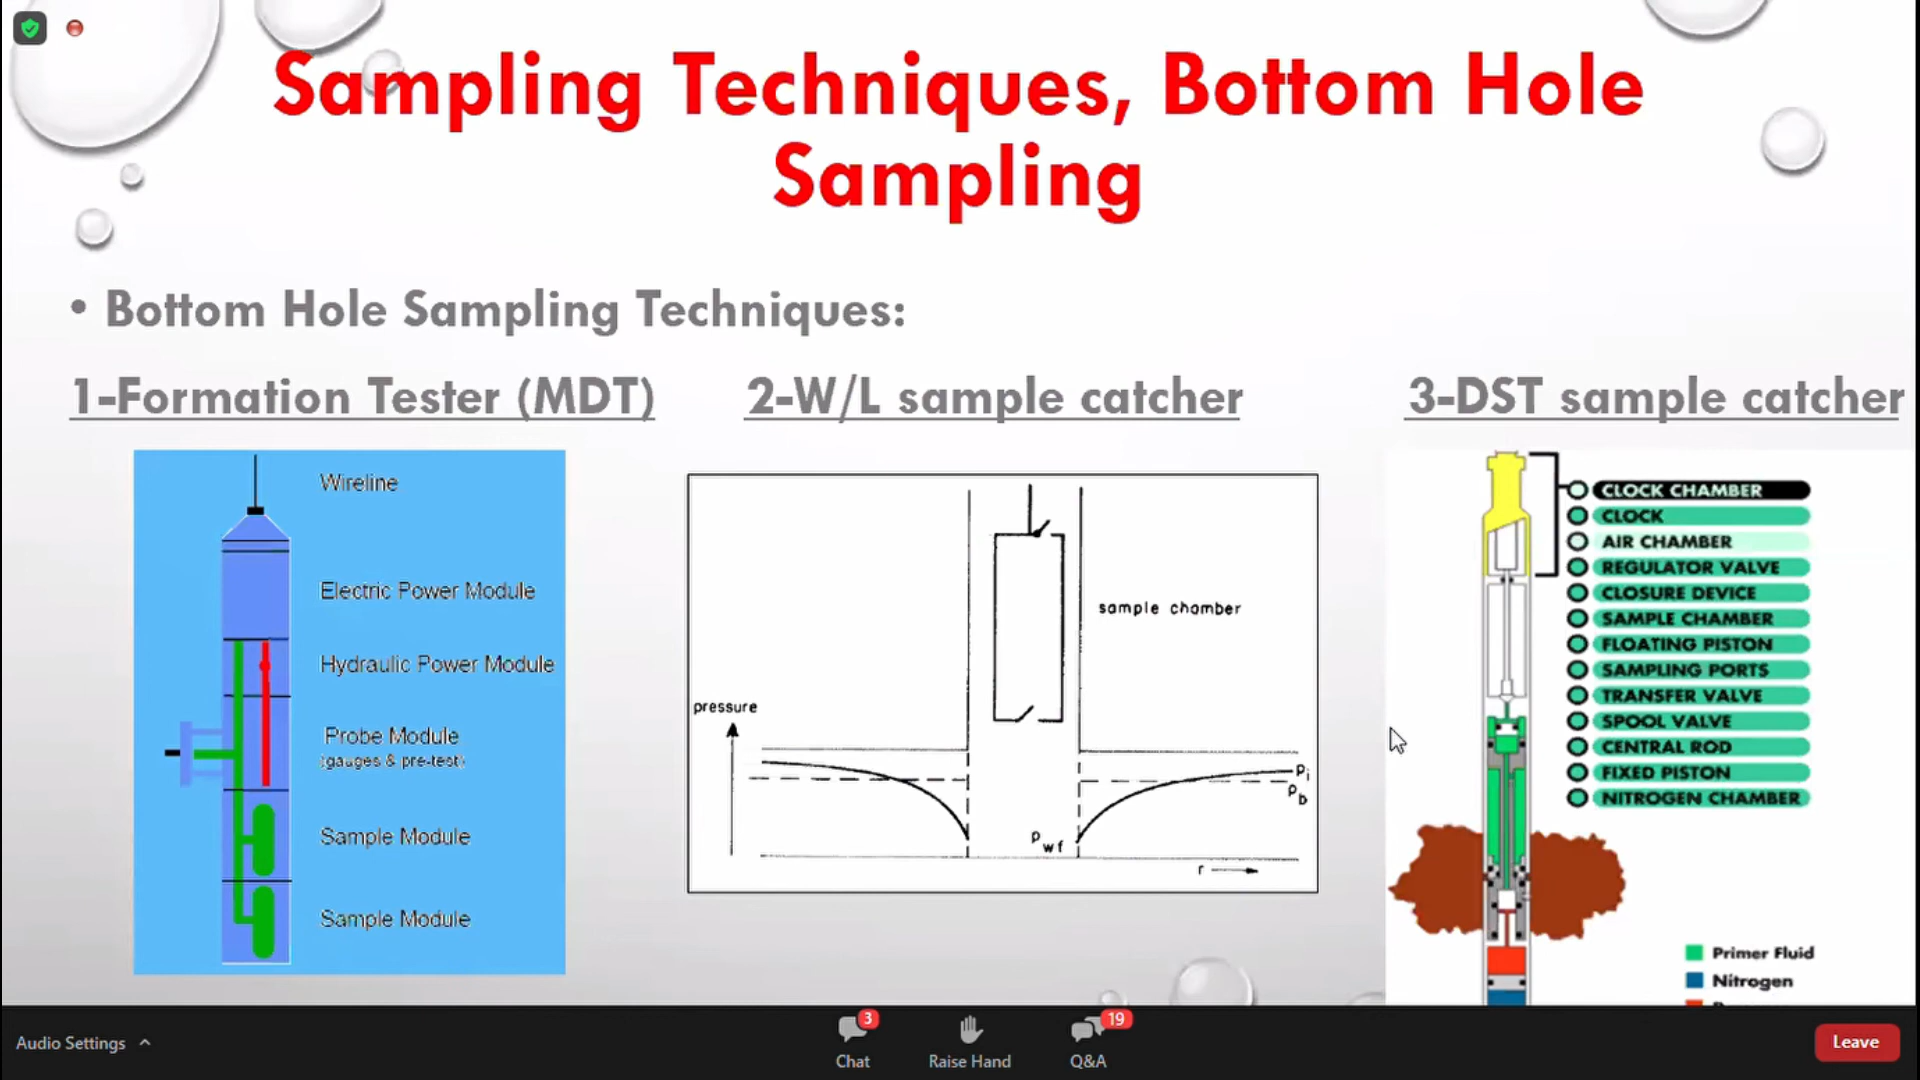 Sampling Techniques, Bottom Hole
Sampling
• Bottom Hole Sampling Techniques:
1-Formation Tester (MDT)
2-W/L sample catcher
3-DST sample catcher
Wireline
Electric Power Module
Hydraulic Power Module
Probe Module
(gauges & pre-test)
Sample Module
Sample Module
sample chamber
pressure
Pi
Pb
Pwf
r
CLOCK CHAMBER
CLOCK
AIR CHAMBER
REGULATOR VALVE
CLOSURE DEVICE
SAMPLE CHAMBER
FLOATING PISTON
SAMPLING PORTS
TRANSFER VALVE
SPOOL VALVE
CENTRAL ROD
FIXED PISTON
NITROGEN CHAMBER
Primer Fluid
Nitrogen
Audio Settings
3
Chat
Raise Hand
19
Q&A
Leave